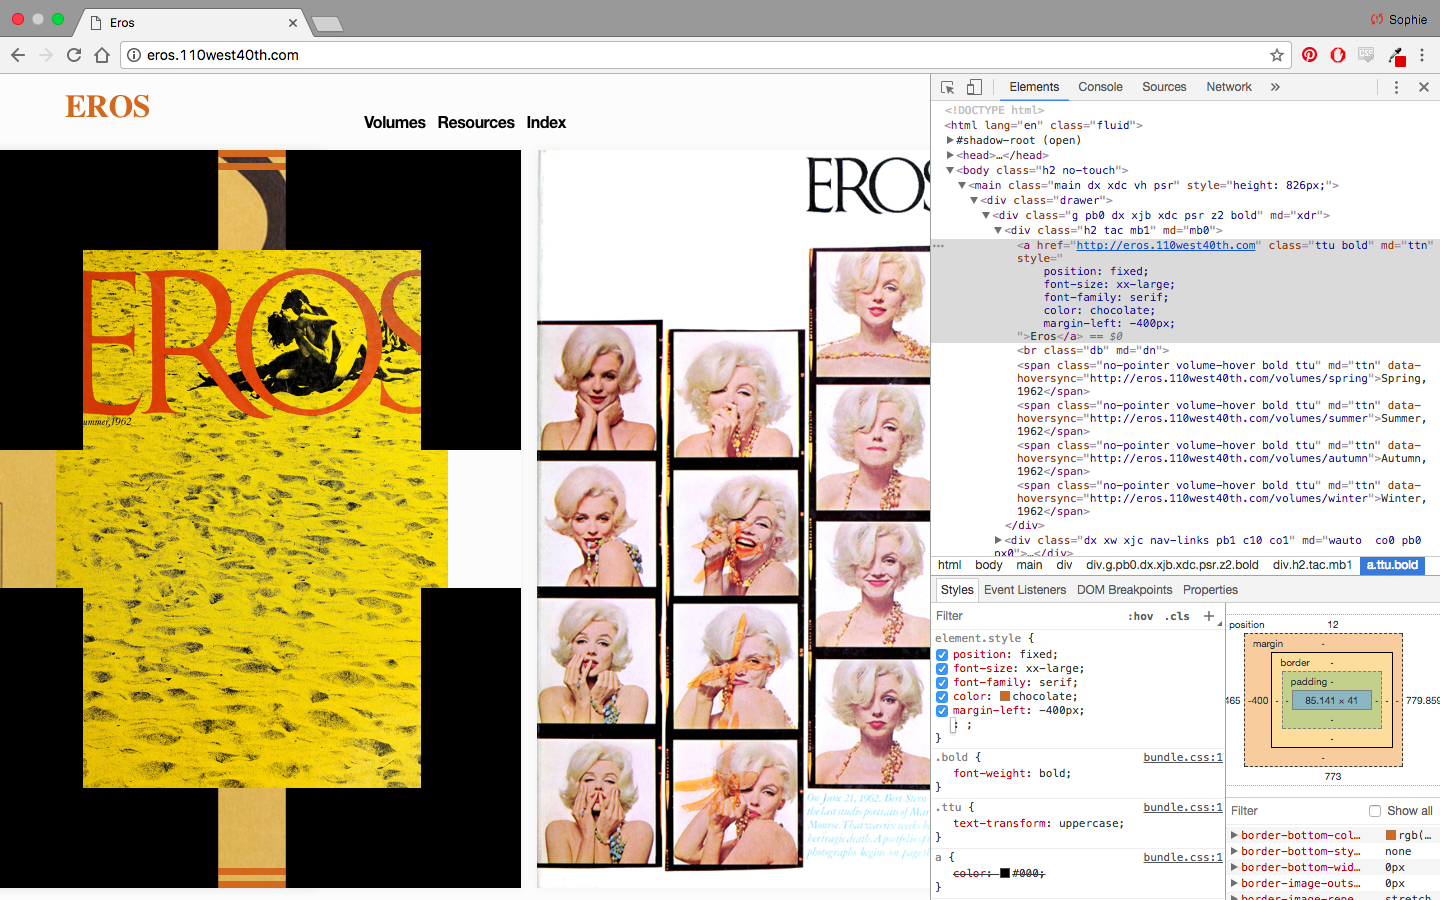 Eros
Sophie
eros.110west40th.com
EROS
Volumes Resources Index
EROS
ummer, 1962
EROS
On June 21, 1962, Bert Stern
the last studio portraits of Mar
Monroe. That was six weeks be
her tragic death. A portfolio of
photographs begins on page
Elements Console Sources Network »
<!DOCTYPE html>
<html lang="en" class="fluid">
▶#shadow-root (open)
▶<head>…</head>
▼<body class="h2 no-touch">
▼<main class="main dx xdc vh psr" style="height: 826px;">
▼<div class="drawer">
▼<div class="g pb0 dx xjb xdc psr z2 bold" md="xdr">
▼<div class="h2 tac mb1" md="mb0">
<a href="http://eros.110west40th.com" class="ttu bold" md="ttn"
style="
position: fixed;
font-size: xx-large;
font-family: serif;
color: chocolate;
margin-left: -400px;
">Eros</a> == $0
<br class="db" md="dn">
<span class="no-pointer volume-hover bold ttu" md="ttn" data-
hoversync="http://eros.110west40th.com/volumes/spring">Spring,
1962</span>
<span class="no-pointer volume-hover bold ttu" md="ttn" data-
hoversync="http://eros.110west40th.com/volumes/summer">Summer,
1962</span>
<span class="no-pointer volume-hover bold ttu" md="ttn" data-
hoversync="http://eros.110west40th.com/volumes/autumn">Autumn,
1962</span>
<span class="no-pointer volume-hover bold ttu" md="ttn" data-
hoversync="http://eros.110west40th.com/volumes/winter">Winter,
1962</span>
</div>
▶<div class="dx xw xjc nav-links pb1 c10 co1" md="wauto  co0 pb0
px0">…</div>
html body main div div.g.pb0.dx.xjb.xdc.psr.z2.bold div.h2.tac.mb1 a.ttu.bold
Styles Event Listeners DOM Breakpoints Properties
Filter :hov .cls +
element.style {
position: fixed;
font-size: xx-large;
font-family: serif;
color: chocolate;
margin-left: -400px;
: ;
}
.bold { bundle.css:1
font-weight: bold;
}
.ttu { bundle.css:1
text-transform: uppercase;
}
a { bundle.css:1
color: #000;
}
position 12
margin -
border -
padding -
465 -400 - - 85.141 × 41 - - - 779.859
-
-
-
773
Filter Show all
▶border-bottom-col… rgb(…
▶border-bottom-sty… none
▶border-bottom-wid… 0px
▶border-image-outs… 0px
▶border-image-repe… stretch